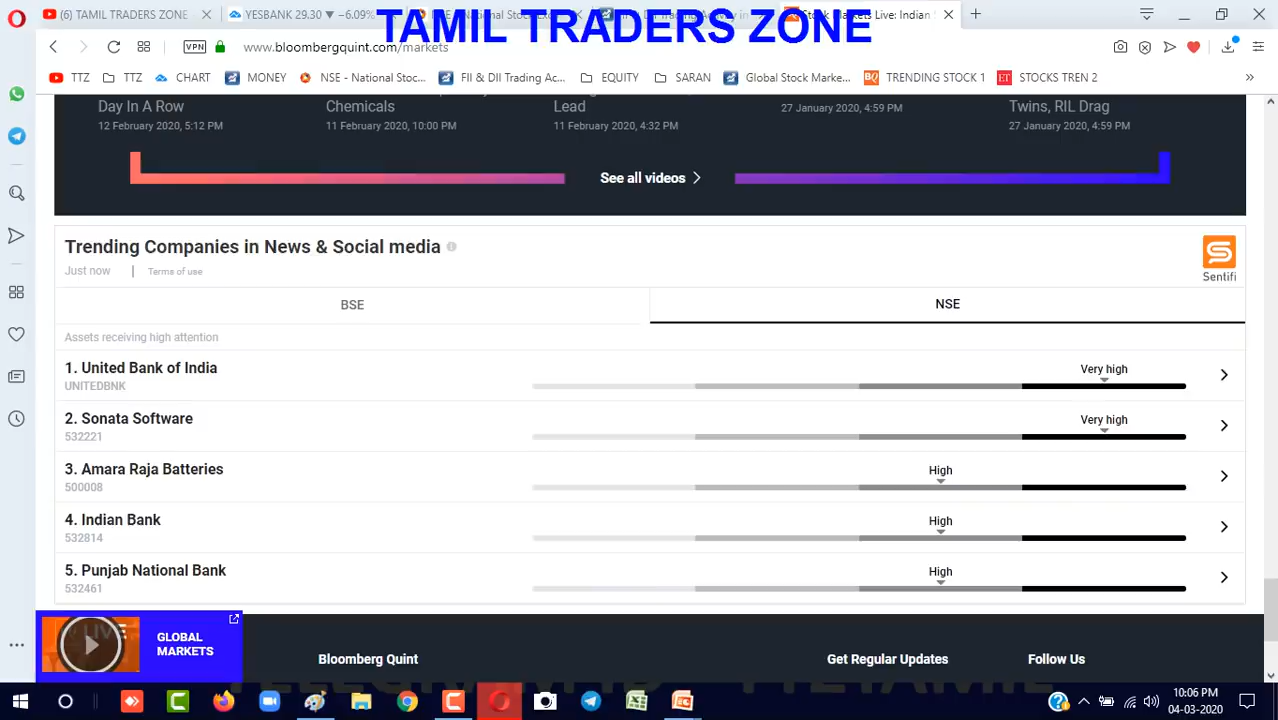 (6) TAMIL TRADERS ZONE
YESBANK 29.30 ▼ −6.09%
Stock Markets Live: Indian
TAMIL TRADERS ZONE
VPN
www.bloombergquint.com/markets
TTZ
TTZ
CHART
MONEY
NSE - National Stoc...
FII & DII Trading Ac...
EQUITY
SARAN
Global Stock Marke...
BQ
TRENDING STOCK 1
ET
STOCKS TREN 2
»
Day In A Row
Chemicals
Lead
27 January 2020, 4:59 PM
Twins, RIL Drag
12 February 2020, 5:12 PM
11 February 2020, 10:00 PM
11 February 2020, 4:32 PM
27 January 2020, 4:59 PM
See all videos
Trending Companies in News & Social media
Just now | Terms of use
Sentifi
BSE
NSE
Assets receiving high attention
1. United Bank of India
UNITEDBNK
Very high
2. Sonata Software
532221
Very high
3. Amara Raja Batteries
500008
High
4. Indian Bank
532814
High
5. Punjab National Bank
532461
High
GLOBAL
MARKETS
Bloomberg Quint
Get Regular Updates
Follow Us
10:06 PM
04-03-2020